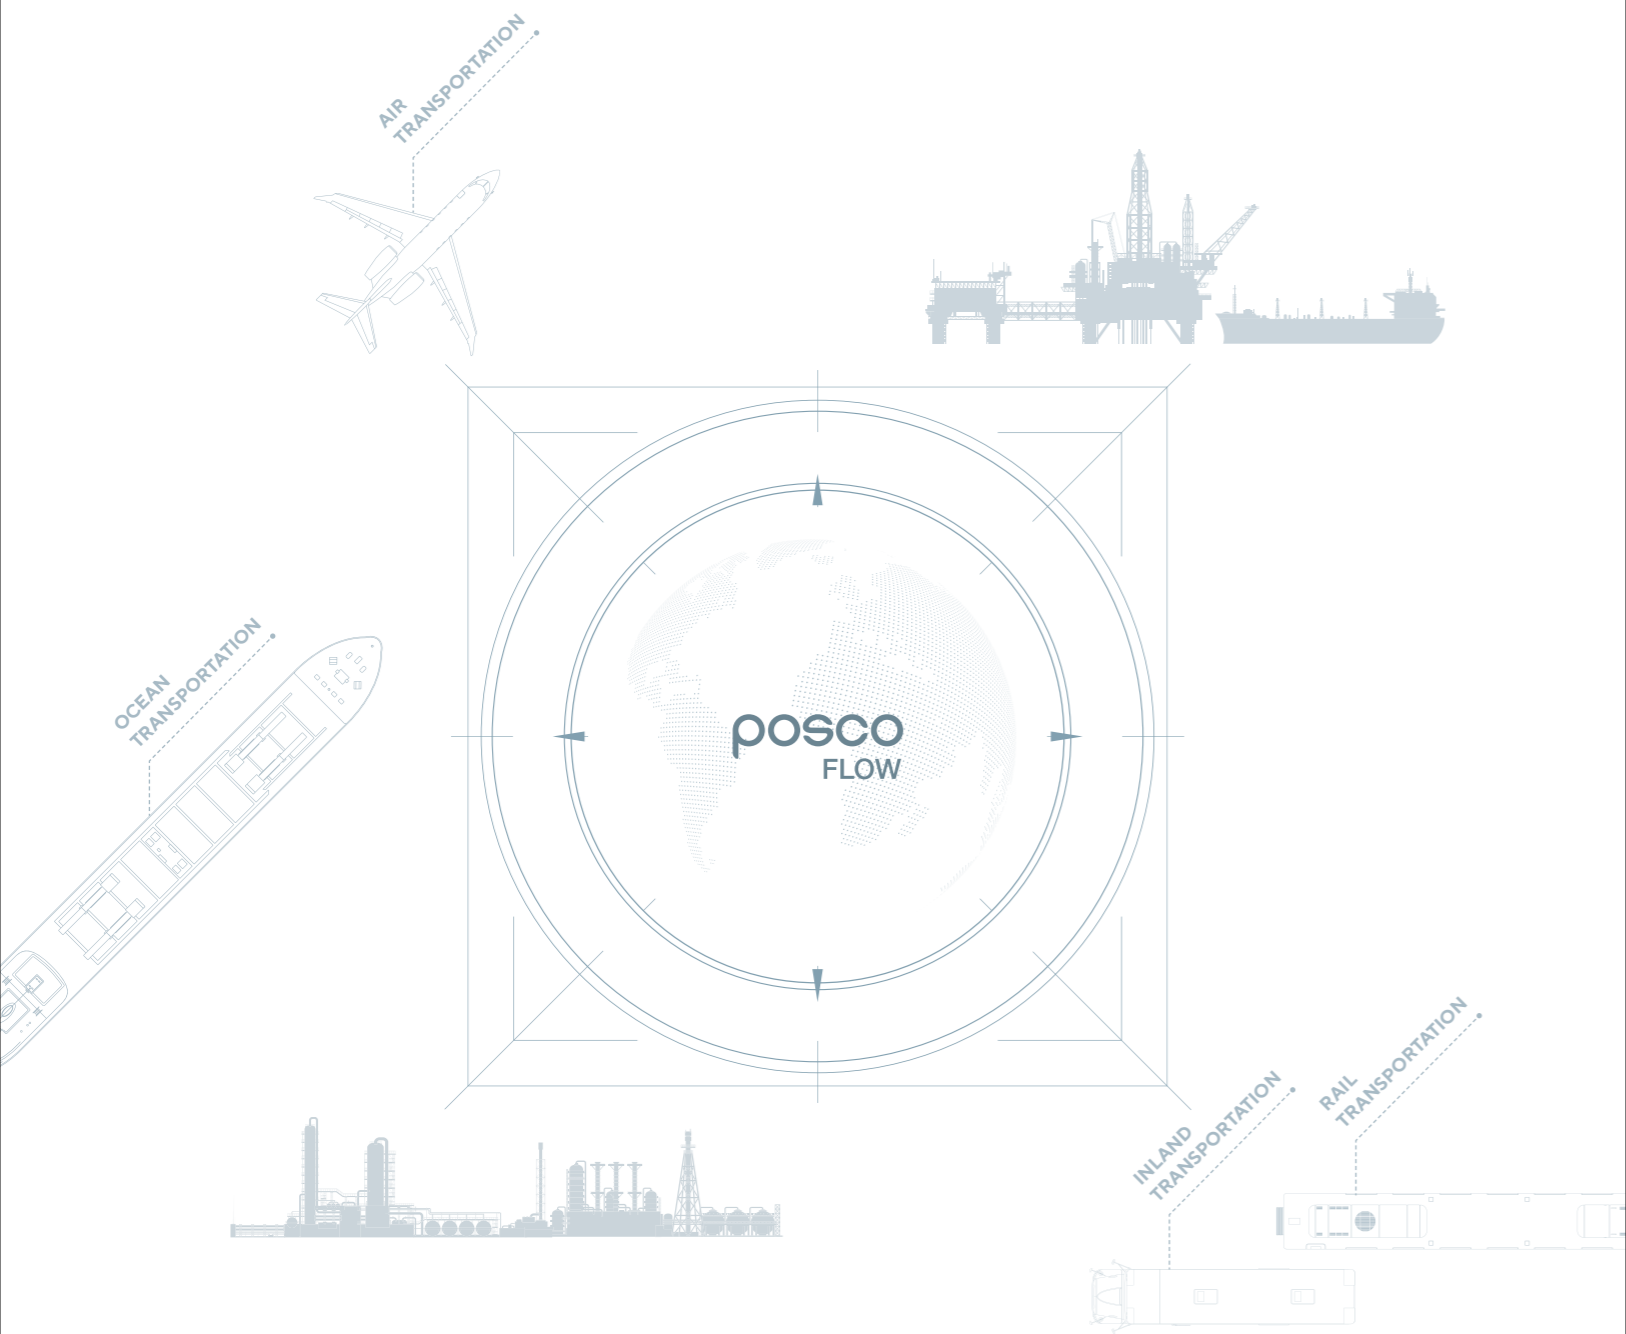 AIR
TRANSPORTATION
OCEAN
TRANSPORTATION
posco
FLOW
RAIL
TRANSPORTATION
INLAND
TRANSPORTATION